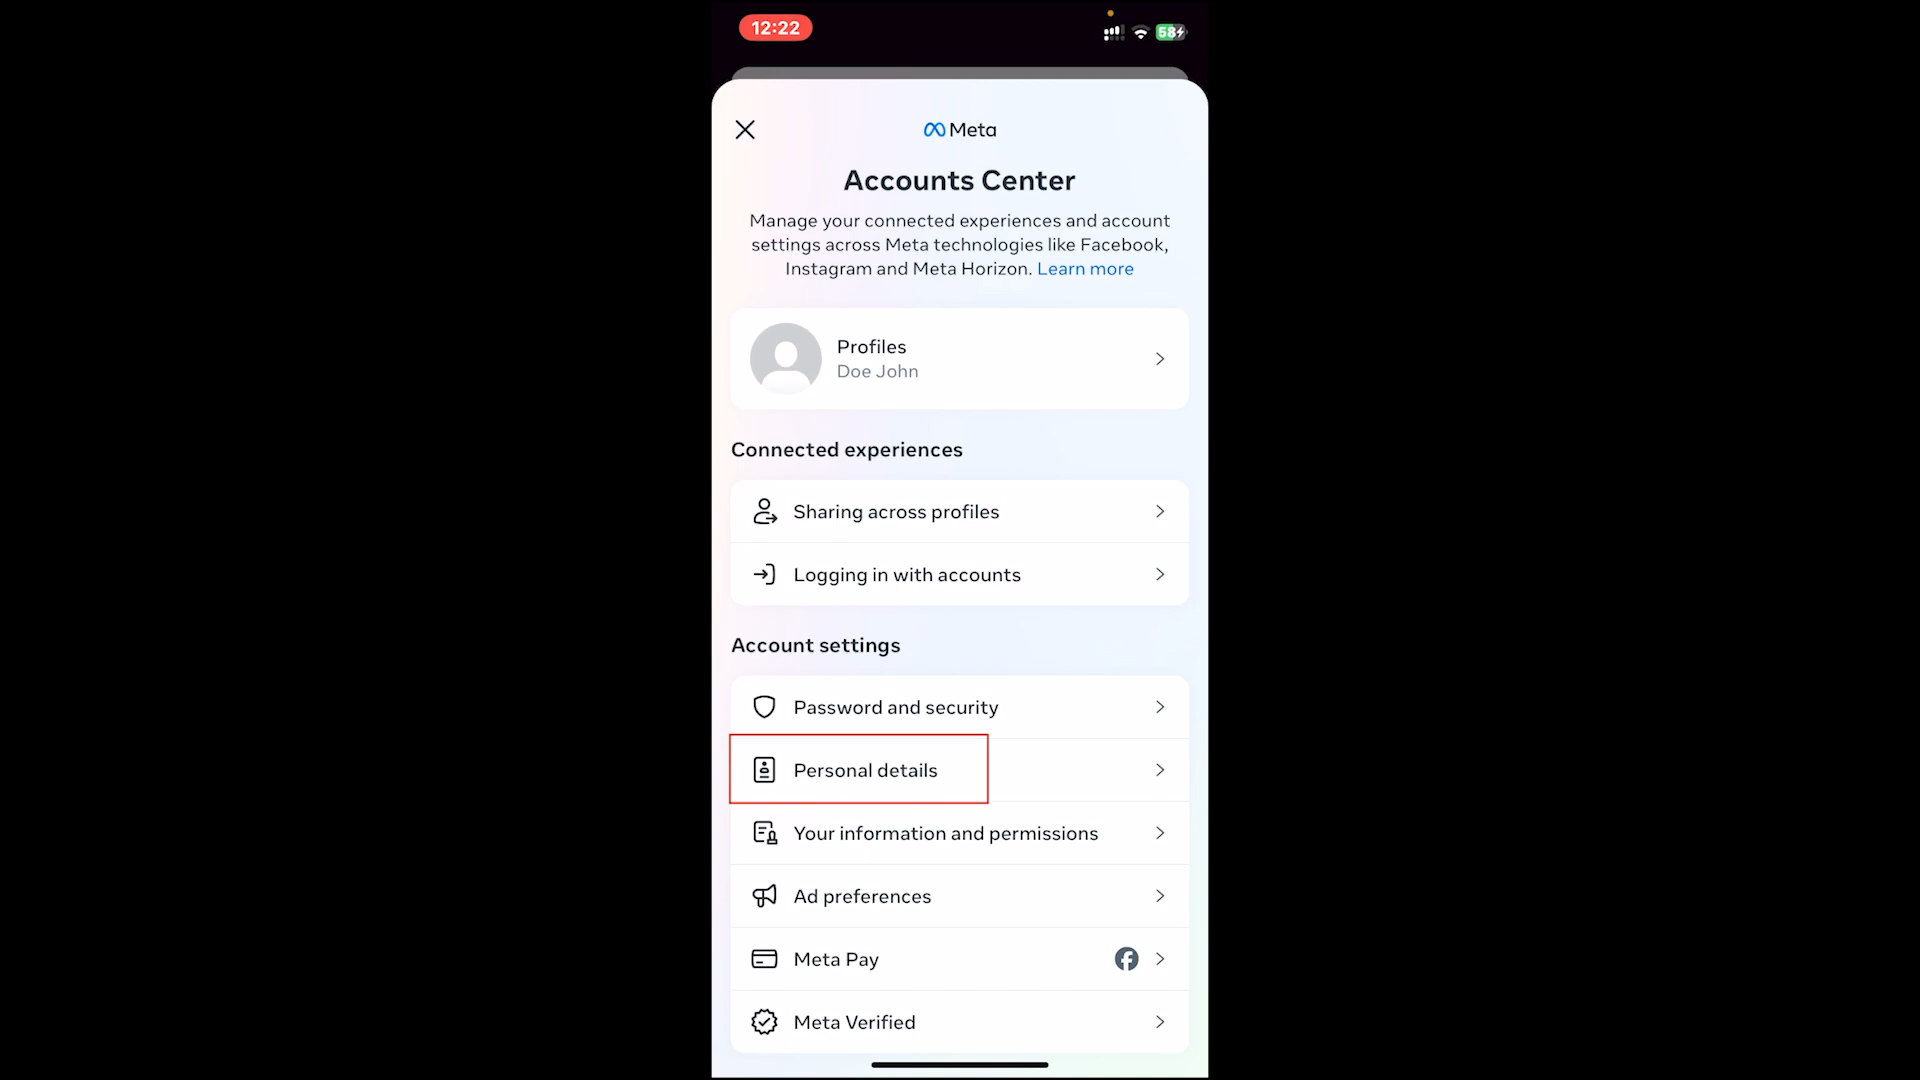 12:22
58
Meta
Accounts Center
Manage your connected experiences and account
settings across Meta technologies like Facebook,
Instagram and Meta Horizon. Learn more
Profiles
Doe John
Connected experiences
Sharing across profiles
Logging in with accounts
Account settings
Password and security
Personal details
Your information and permissions
Ad preferences
Meta Pay
Meta Verified